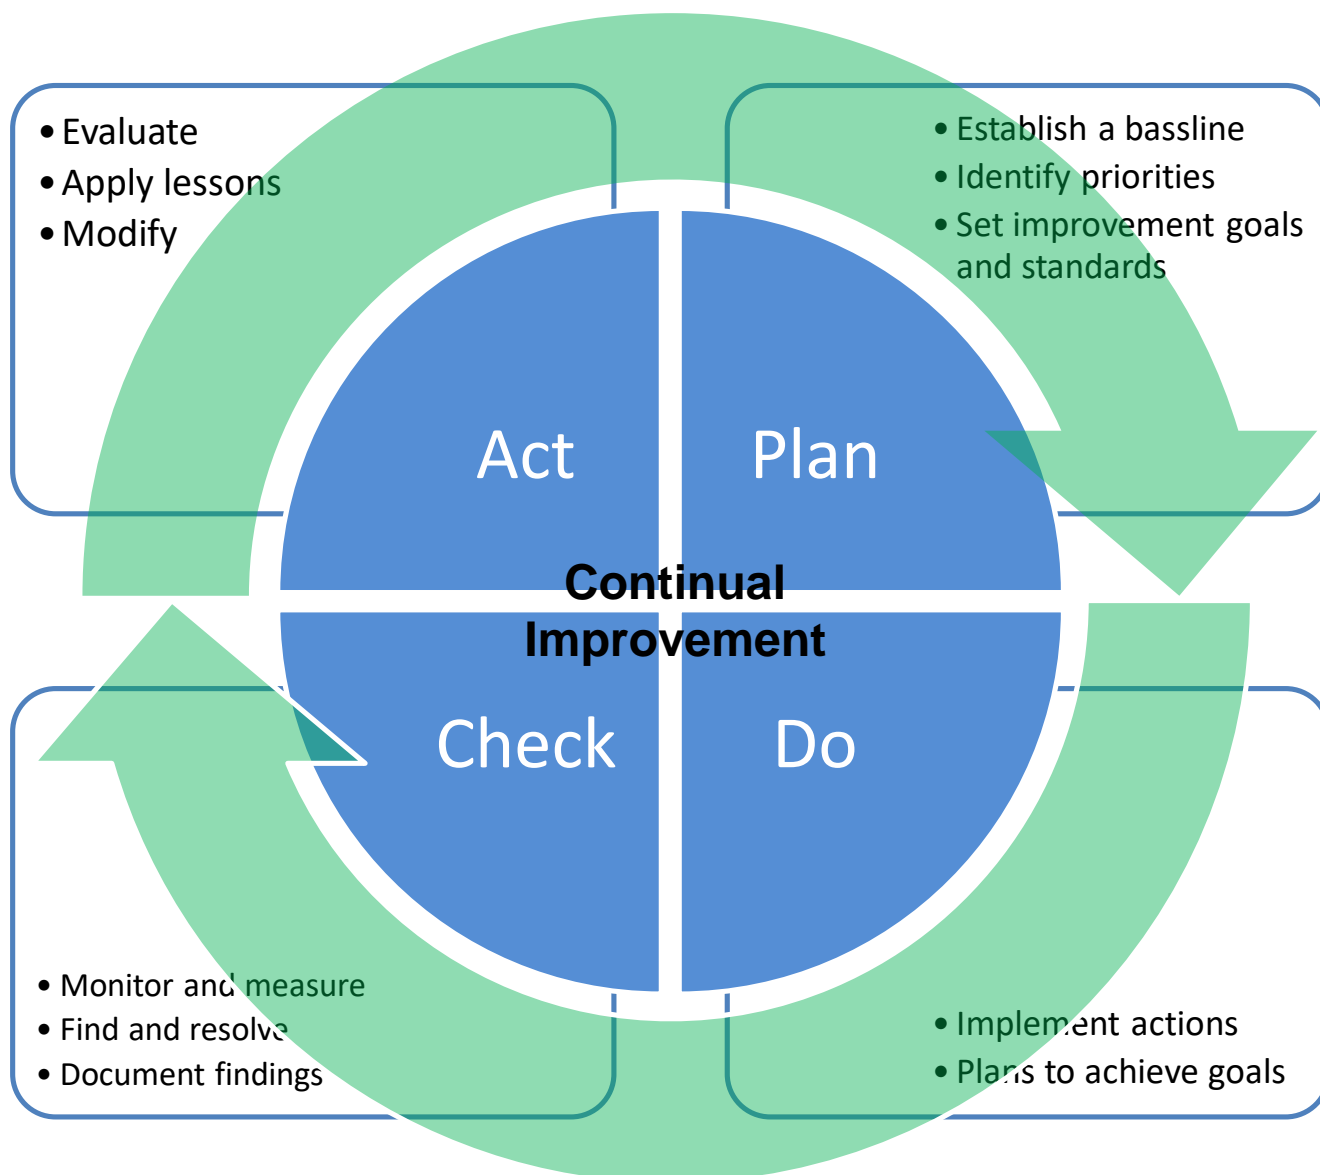 • Evaluate
• Apply lessons
• Modify
• Establish a bassline
• Identify priorities
• Set improvement goals
and standards
Act
Plan
Continual
Improvement
Check
Do
• Monitor and measure
• Find and resolve
• Document findings
• Implement actions
• Plans to achieve goals